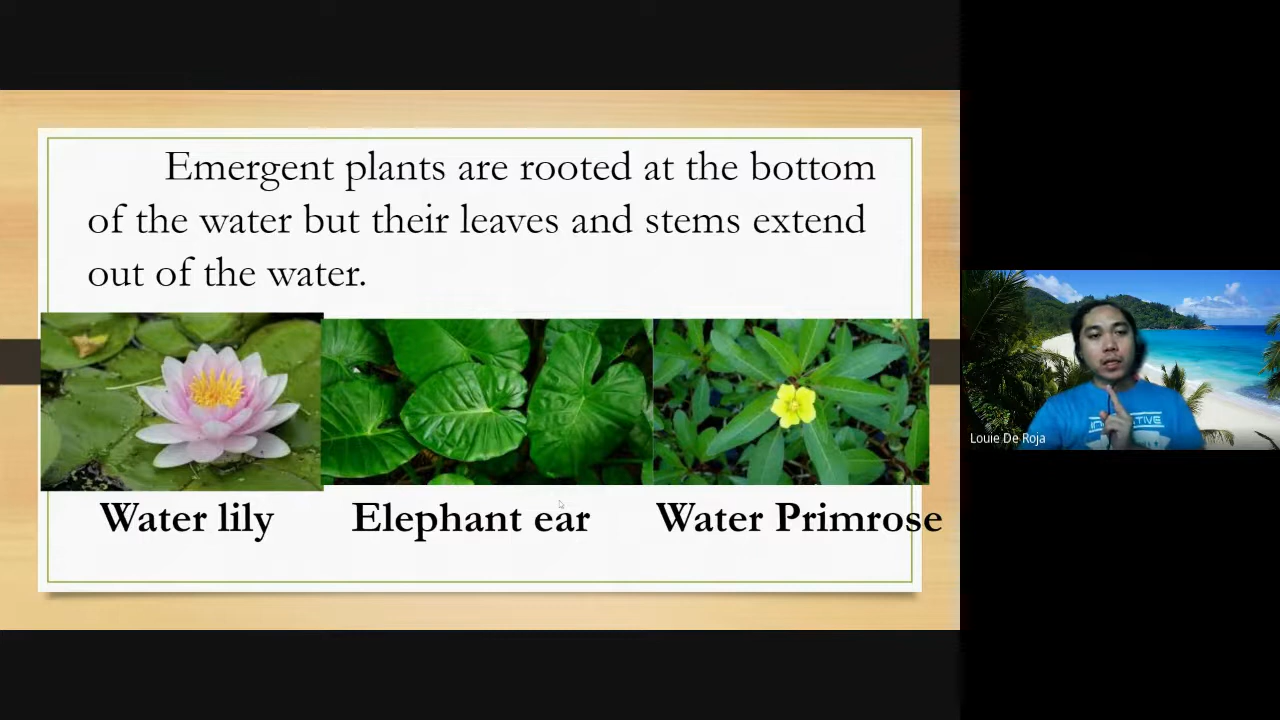 Emergent plants are rooted at the bottom
of the water but their leaves and stems extend
out of the water.
Water lily
Elephant ear
Water Primrose
Louie De Roja